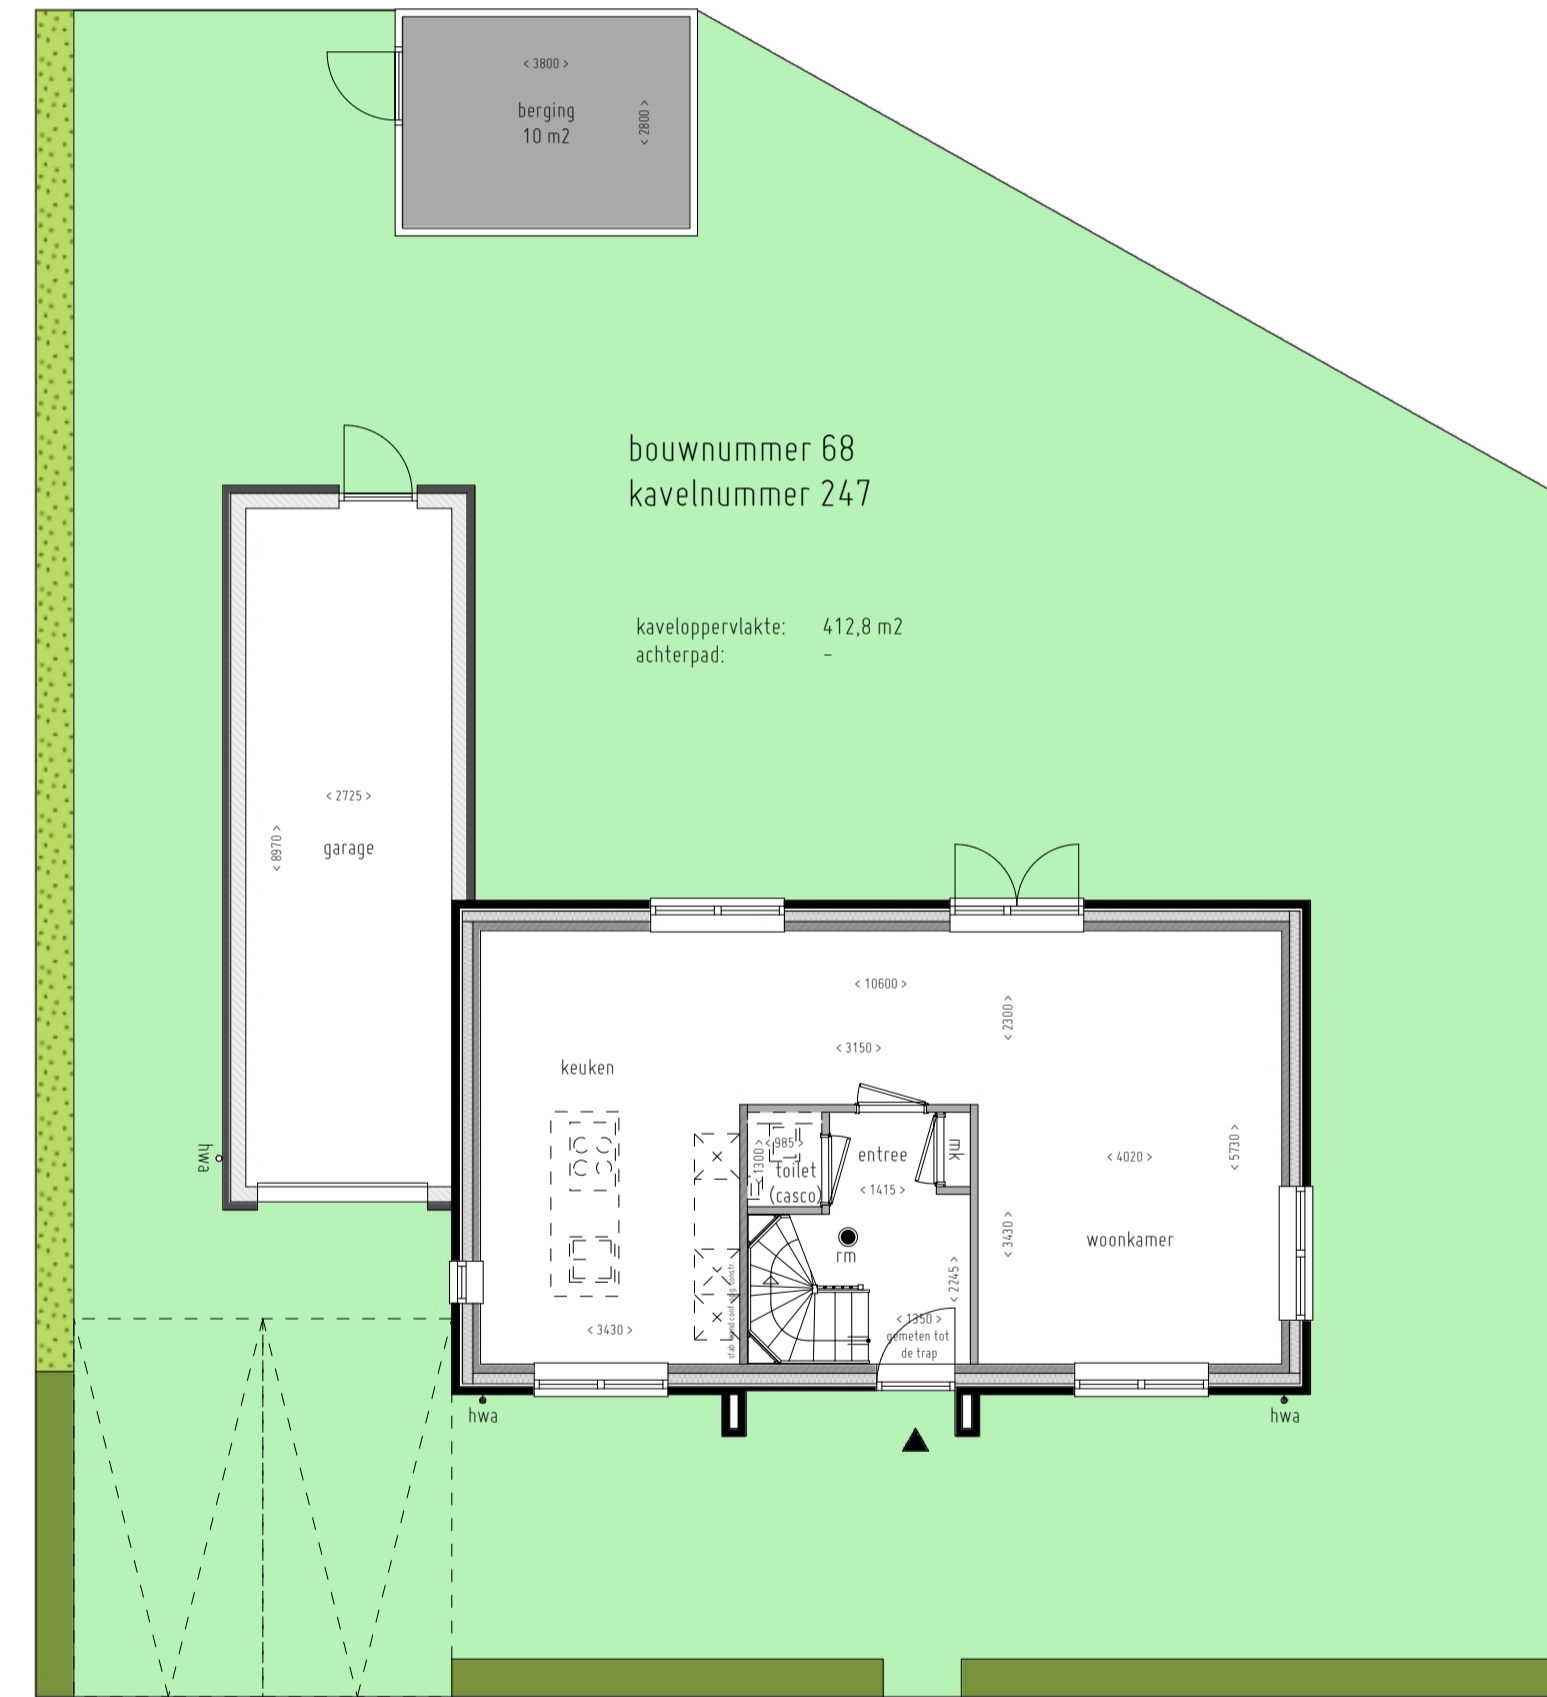 < 3800 >
berging
10 m2
< 2800 >
bouwnummer 68
kavelnummer 247
kaveloppervlakte: 412,8 m2
achterpad: -
< 2725 >
garage
< 8970 >
hwa
< 10600 >
< 2300 >
< 3150 >
keuken
< 985 >
< 1300 >
toilet
(casco)
entree
mk
< 1415 >
< 4020 >
< 5730 >
< 3430 >
woonkamer
rm
< 2245 >
< 3430 >
< 1350 >
gemeten tot
de trap
hwa
hwa